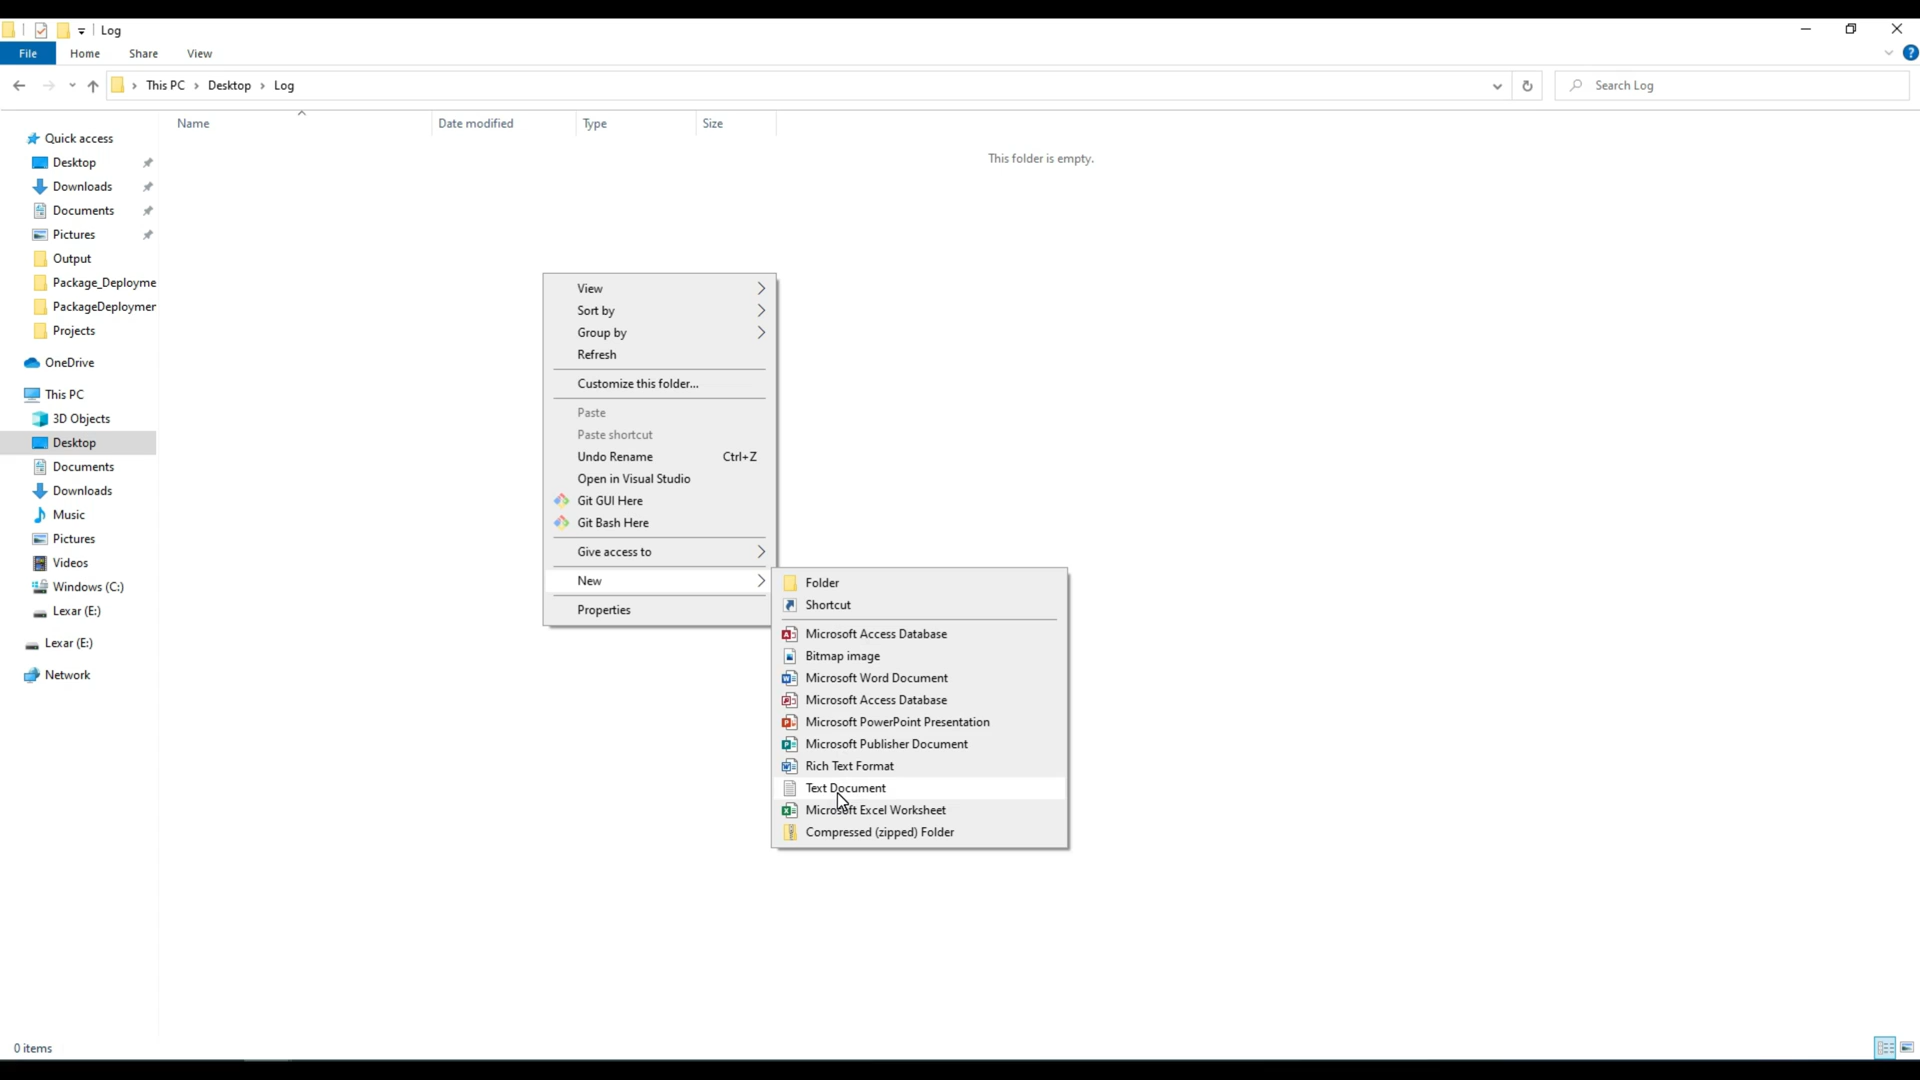 Log
File Home Share View
This PC Desktop Log
Search Log
Name Date modified Type Size
This folder is empty.
Quick access
Desktop
Downloads
Documents
Pictures
Output
Package_Deployme
PackageDeploymer
Projects
OneDrive
This PC
3D Objects
Desktop
Documents
Downloads
Music
Pictures
Videos
Windows (C:)
Lexar (E:)
Lexar (E:)
Network
View
Sort by
Group by
Refresh
Customize this folder...
Paste
Paste shortcut
Undo Rename Ctrl+Z
Open in Visual Studio
Git GUI Here
Git Bash Here
Give access to
New
Properties
Folder
Shortcut
Microsoft Access Database
Bitmap image
Microsoft Word Document
Microsoft Access Database
Microsoft PowerPoint Presentation
Microsoft Publisher Document
Rich Text Format
Text Document
Microsoft Excel Worksheet
Compressed (zipped) Folder
0 items